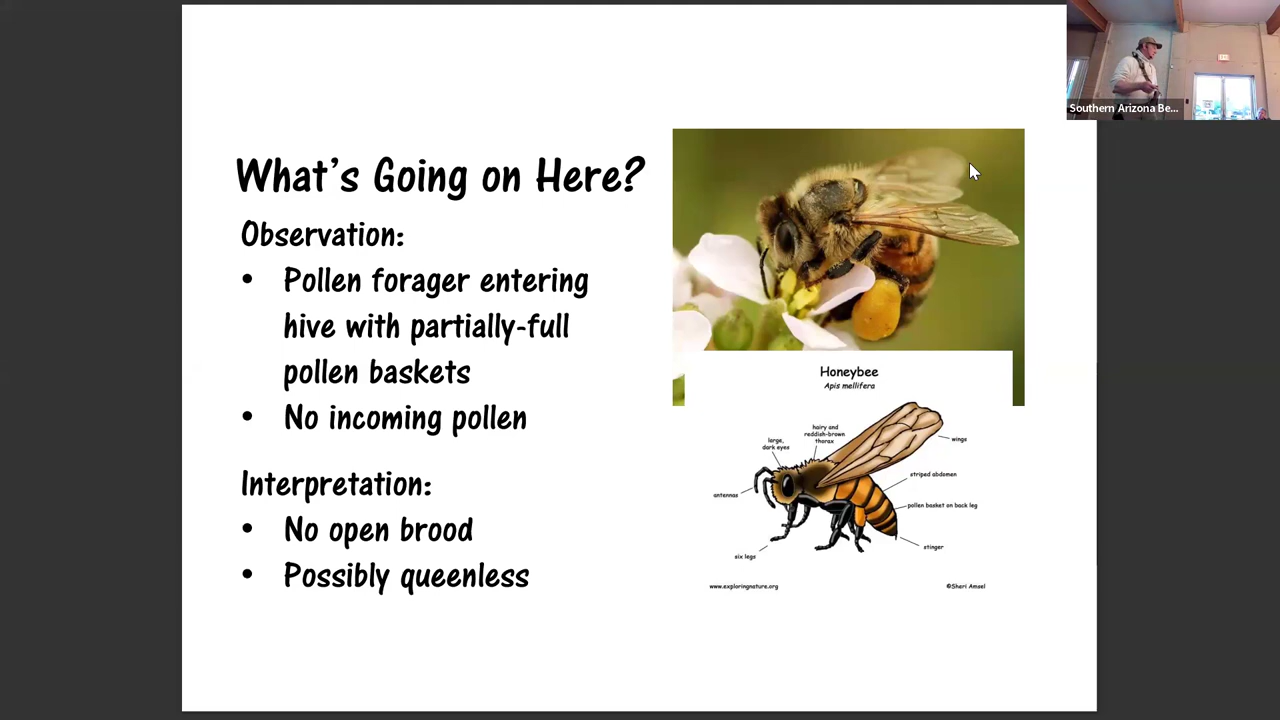 What's Going on Here?
Observation:
• Pollen forager entering
hive with partially-full
pollen baskets
• No incoming pollen
Interpretation:
• No open brood
• Possibly queenless
Southern Arizona Be...
Honeybee
Apis mellifera
large,
dark eyes
hairy and
reddish-brown
thorax
wings
striped abdomen
antennas
pollen basket on back leg
stinger
six legs
www.exploringnature.org
©Sheri Amsel